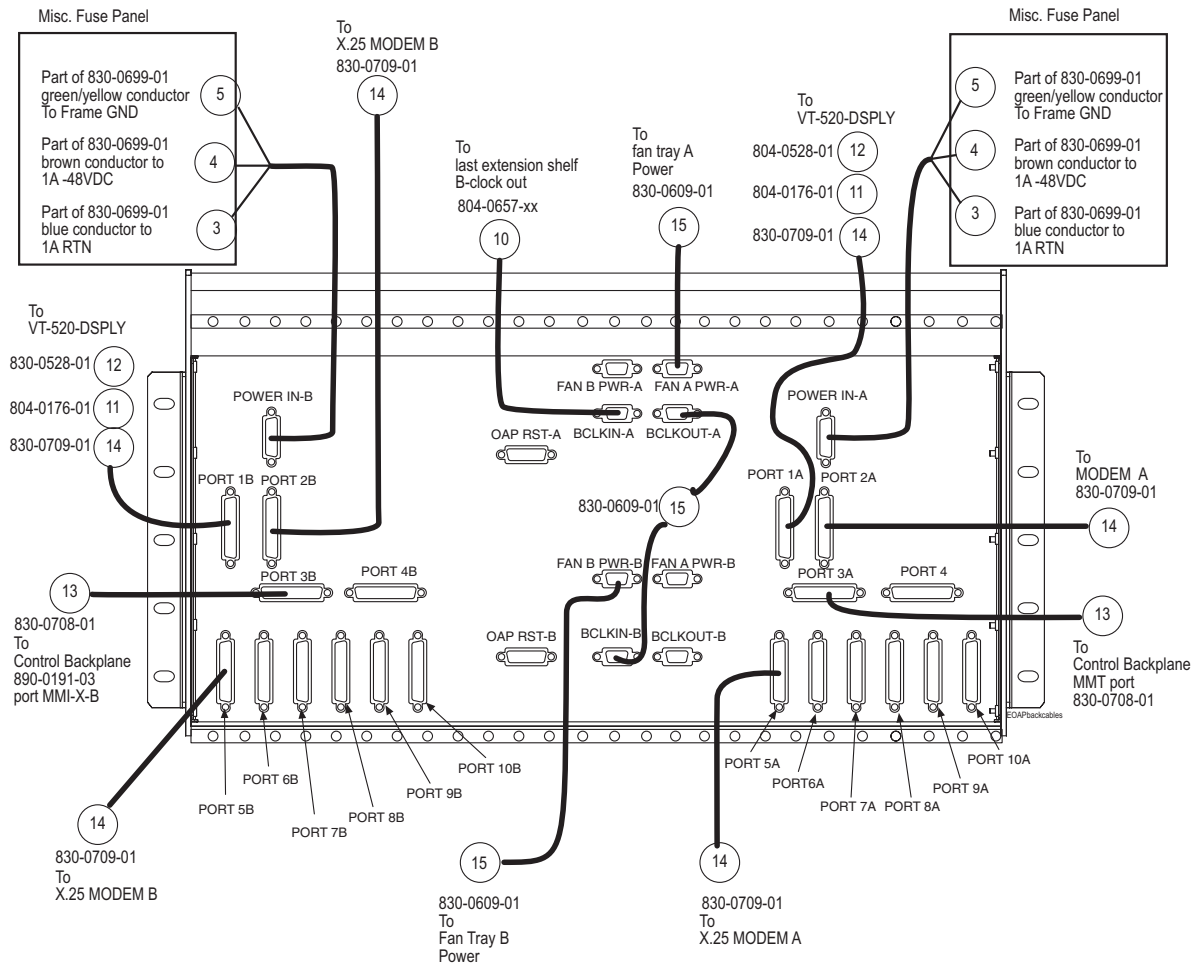 Misc. Fuse Panel
Part of 830-0699-01
green/yellow conductor
To Frame GND
5
Part of 830-0699-01
brown conductor to
1A -48VDC
4
Part of 830-0699-01
blue conductor to
1A RTN
3
To
X.25 MODEM B
830-0709-01
14
To
last extension shelf
B-clock out
804-0657-xx
10
To
fan tray A
Power
830-0609-01
15
To
VT-520-DSPLY
804-0528-01
12
804-0176-01
11
830-0709-01
14
Misc. Fuse Panel
5
Part of 830-0699-01
green/yellow conductor
To Frame GND
4
Part of 830-0699-01
brown conductor to
1A -48VDC
3
Part of 830-0699-01
blue conductor to
1A RTN
To
VT-520-DSPLY
830-0528-01
12
804-0176-01
11
830-0709-01
14
POWER IN-B
FAN B PWR-A
FAN A PWR-A
POWER IN-A
OAP RST-A
BCLKIN-A
BCLKOUT-A
PORT 1B
PORT 2B
PORT 1A
PORT 2A
To
MODEM A
830-0709-01
14
830-0609-01
15
FAN B PWR-B
FAN A PWR-B
PORT 3B
PORT 4B
PORT 3A
PORT 4
13
830-0708-01
To
Control Backplane
890-0191-03
port MMI-X-B
13
To
Control Backplane
MMT port
830-0708-01
OAP RST-B
BCLKIN-B
BCLKOUT-B
EOAPbackcables
PORT 5B
PORT 6B
PORT 7B
PORT 8B
PORT 9B
PORT 10B
PORT 5A
PORT6A
PORT 7A
PORT 8A
PORT 9A
PORT 10A
14
830-0709-01
To
X.25 MODEM B
15
830-0609-01
To
Fan Tray B
Power
14
830-0709-01
To
X.25 MODEM A